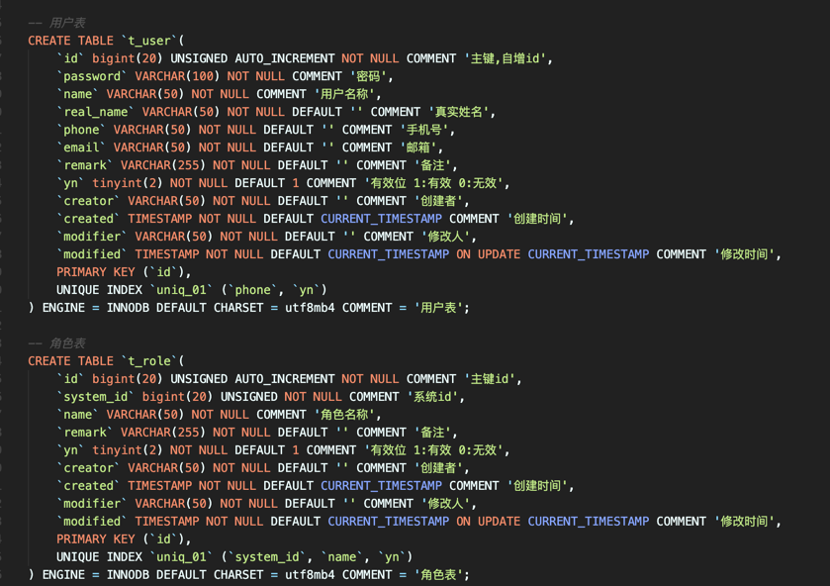 -- 用户表
CREATE TABLE `t_user`(
`id` bigint(20) UNSIGNED AUTO_INCREMENT NOT NULL COMMENT '主键,自增id',
`password` VARCHAR(100) NOT NULL COMMENT '密码',
`name` VARCHAR(50) NOT NULL COMMENT '用户名称',
`real_name` VARCHAR(50) NOT NULL DEFAULT '' COMMENT '真实姓名',
`phone` VARCHAR(50) NOT NULL DEFAULT '' COMMENT '手机号',
`email` VARCHAR(50) NOT NULL DEFAULT '' COMMENT '邮箱',
`remark` VARCHAR(255) NOT NULL DEFAULT '' COMMENT '备注',
`yn` tinyint(2) NOT NULL DEFAULT 1 COMMENT '有效位 1:有效 0:无效',
`creator` VARCHAR(50) NOT NULL DEFAULT '' COMMENT '创建者',
`created` TIMESTAMP NOT NULL DEFAULT CURRENT_TIMESTAMP COMMENT '创建时间',
`modifier` VARCHAR(50) NOT NULL DEFAULT '' COMMENT '修改人',
`modified` TIMESTAMP NOT NULL DEFAULT CURRENT_TIMESTAMP ON UPDATE CURRENT_TIMESTAMP COMMENT '修改时间',
PRIMARY KEY (`id`),
UNIQUE INDEX `uniq_01` (`phone`, `yn`)
) ENGINE = INNODB DEFAULT CHARSET = utf8mb4 COMMENT = '用户表';
-- 角色表
CREATE TABLE `t_role`(
`id` bigint(20) UNSIGNED AUTO_INCREMENT NOT NULL COMMENT '主键id',
`system_id` bigint(20) UNSIGNED NOT NULL COMMENT '系统id',
`name` VARCHAR(50) NOT NULL COMMENT '角色名称',
`remark` VARCHAR(255) NOT NULL DEFAULT '' COMMENT '备注',
`yn` tinyint(2) NOT NULL DEFAULT 1 COMMENT '有效位 1:有效 0:无效',
`creator` VARCHAR(50) NOT NULL DEFAULT '' COMMENT '创建者',
`created` TIMESTAMP NOT NULL DEFAULT CURRENT_TIMESTAMP COMMENT '创建时间',
`modifier` VARCHAR(50) NOT NULL DEFAULT '' COMMENT '修改人',
`modified` TIMESTAMP NOT NULL DEFAULT CURRENT_TIMESTAMP ON UPDATE CURRENT_TIMESTAMP COMMENT '修改时间',
PRIMARY KEY (`id`),
UNIQUE INDEX `uniq_01` (`system_id`, `name`, `yn`)
) ENGINE = INNODB DEFAULT CHARSET = utf8mb4 COMMENT = '角色表';